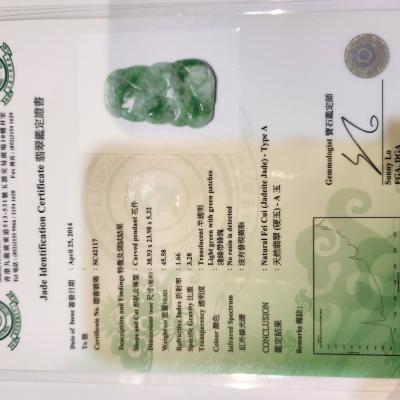 Jade Identification Certificate 翡翠鑑定證書
Date of Issue 簽發日期 April 25, 2014
To 致
Certificate No. 證書號碼 SC42117
Description and Findings 特徵及測試結果
Shape and Cut 形狀及琢型 Carved pendant 花件
Dimensions (mm) 尺寸(毫米) 38.93 x 23.98 x 5.32
Weight(ct) 重量(克拉) 45.58
Refractive Index 折射率 1.66
Specific Gravity 比重 3.28
Transparency 透明度 Translucent 半透明
Colour 顏色 Light green with green patches
淺綠帶綠塊
Infrared Spectrum No resin is detected
紅外線光譜 沒有發現樹脂
CONCLUSION Natural Fei Cui (Jadeite Jade) - Type A
鑑定結果 天然翡翠 (硬玉) - A 玉
Remarks 備註:
Gemmologist 寶石鑑定師
Sunny Lo
FGA, DGA